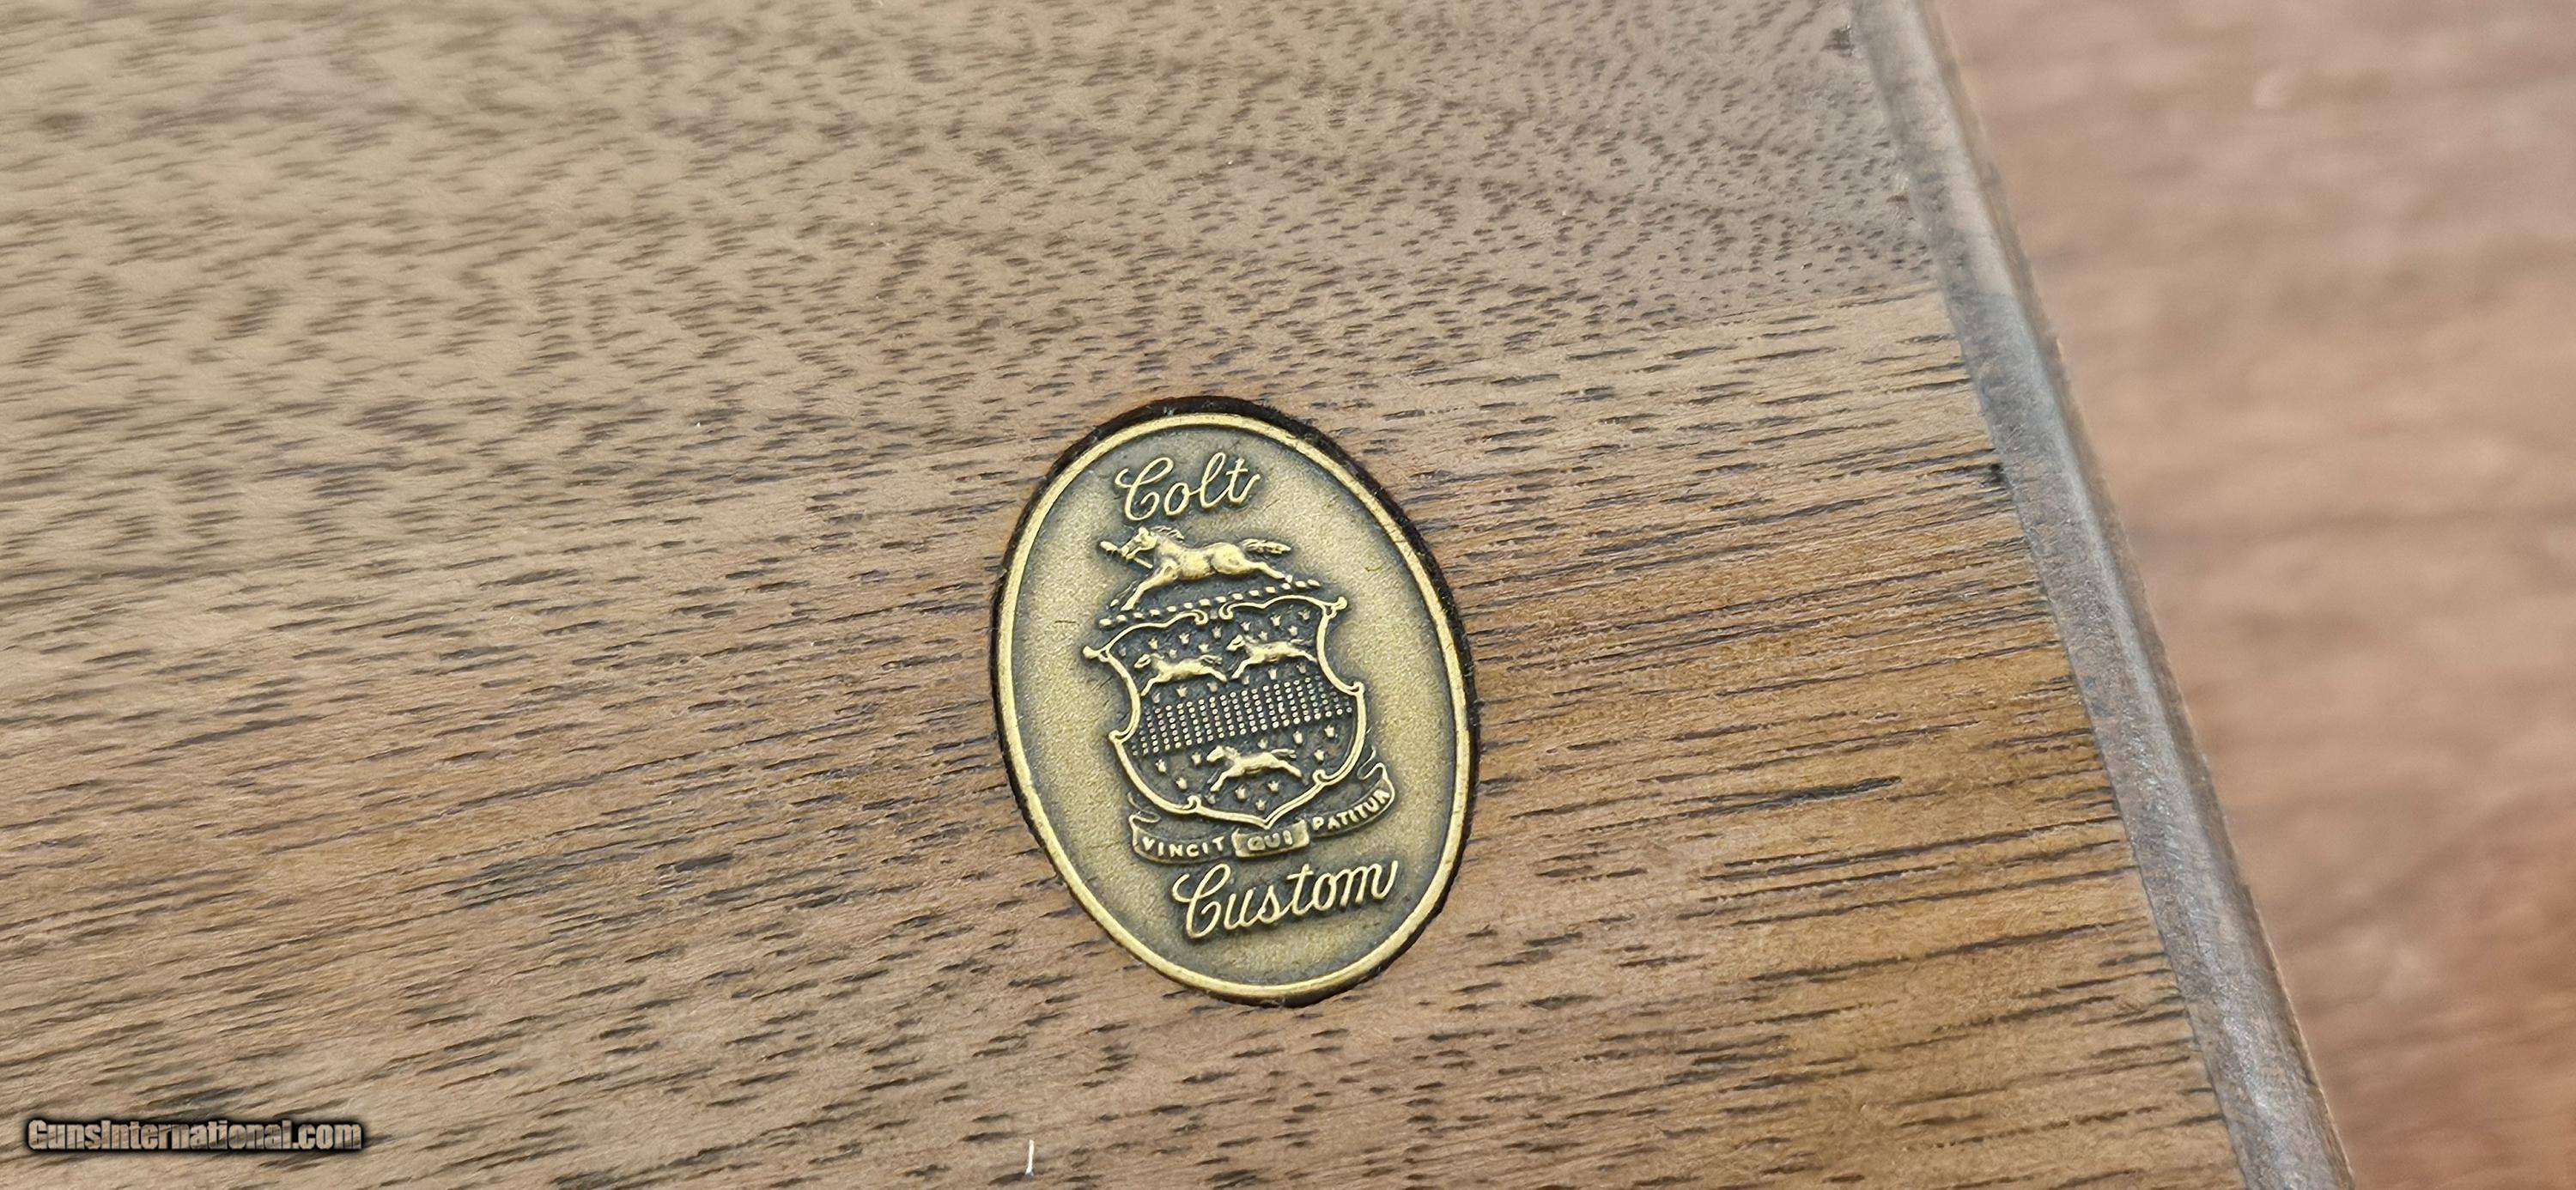 Colt
VINCIT QUI PATITUR
Custom
GunsInternational.com